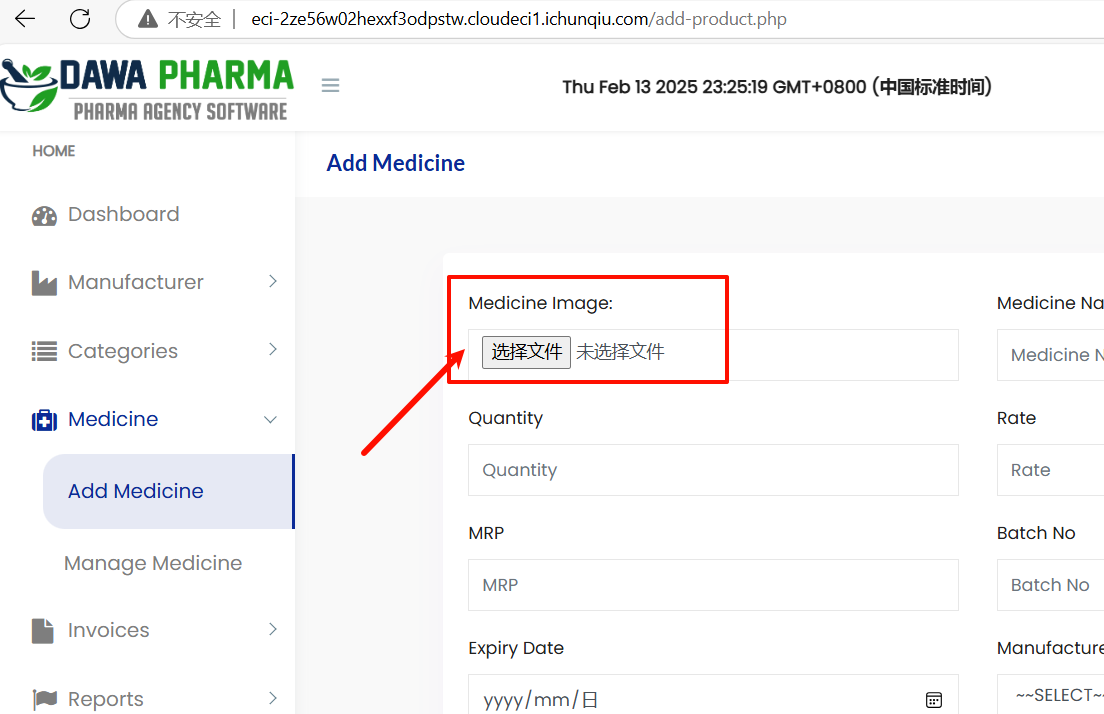 不安全 eci-2ze56w02hexxf3odpstw.cloudeci1.ichunqiu.com/add-product.php
DAWA PHARMA
PHARMA AGENCY SOFTWARE
Thu Feb 13 2025 23:25:19 GMT+0800 (中国标准时间)
HOME
Add Medicine
Dashboard
Manufacturer
Categories
Medicine
Add Medicine
Manage Medicine
Invoices
Reports
Medicine Image:
选择文件 未选择文件
Medicine Na
Medicine N
Quantity
Quantity
Rate
Rate
MRP
MRP
Batch No
Batch No
Expiry Date
yyyy/mm/日
Manufacture
~~SELECT~